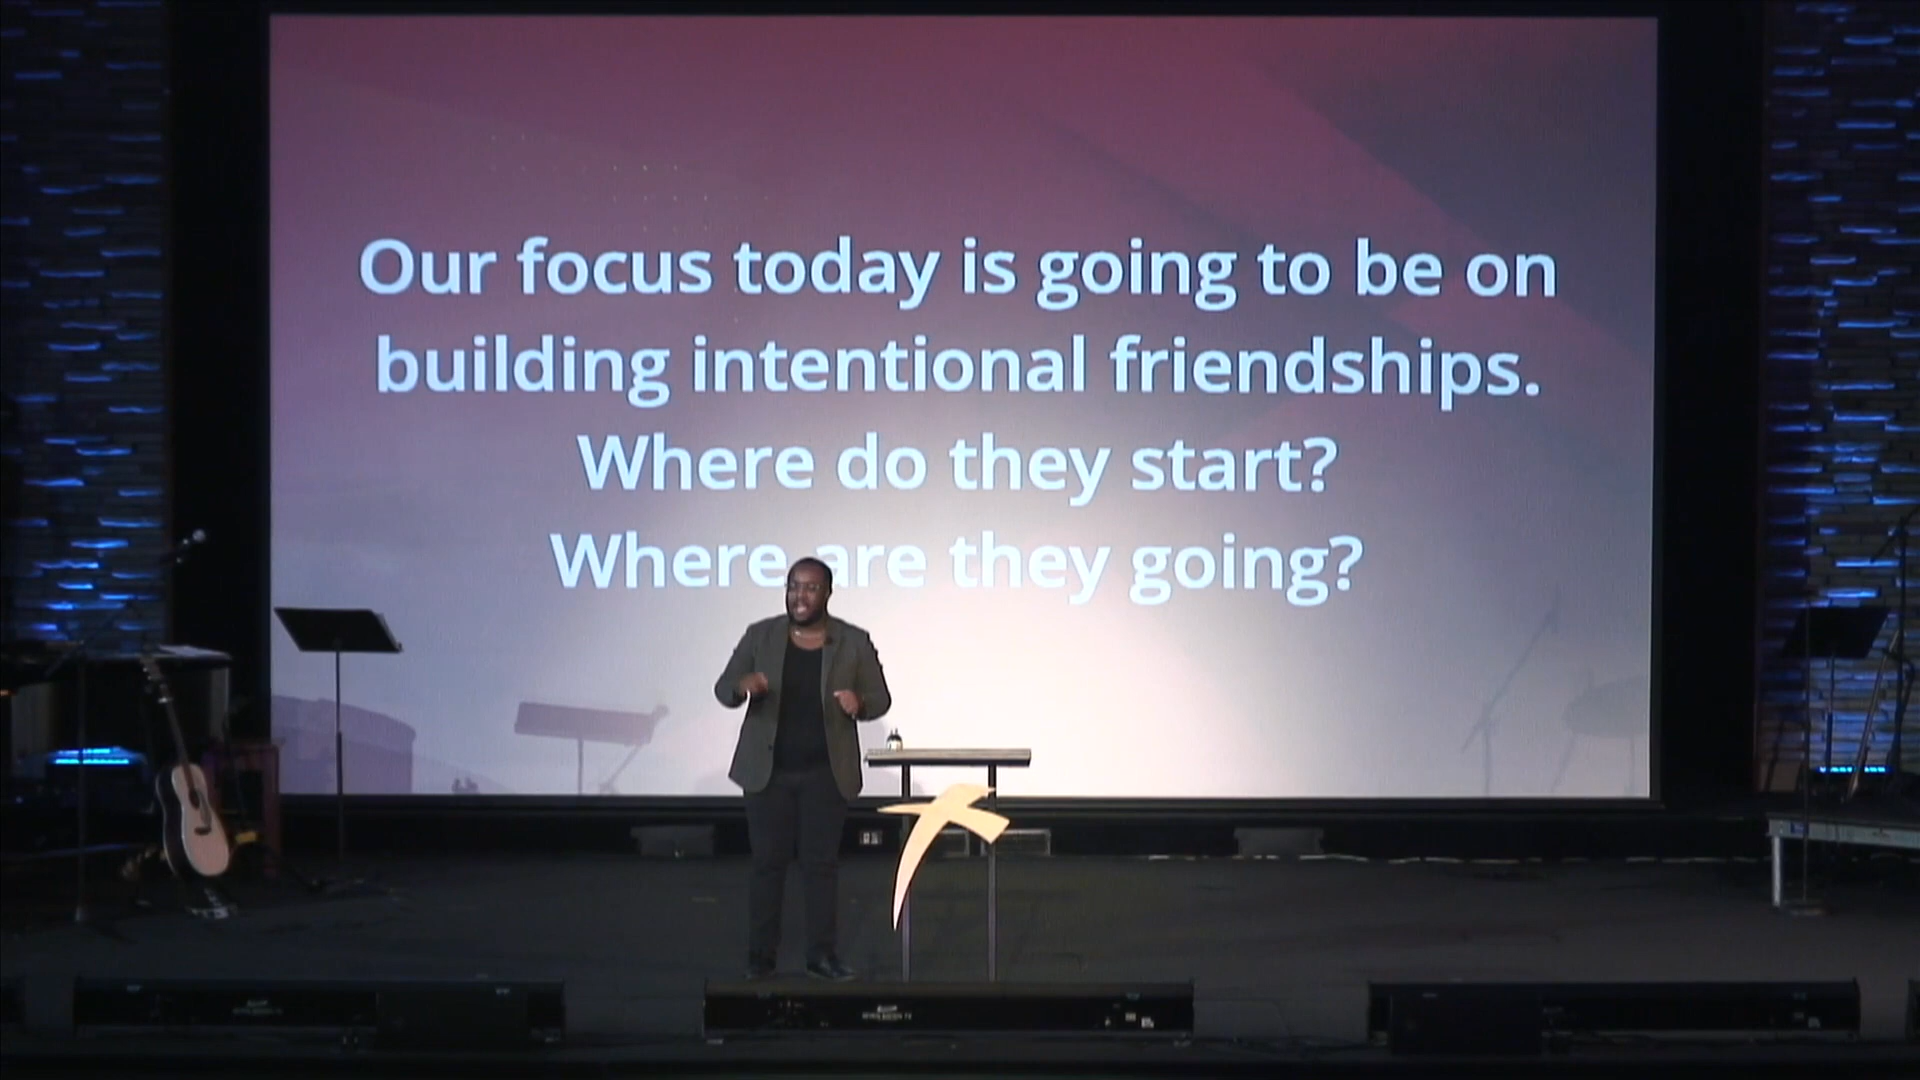 Our focus today is going to be on
building intentional friendships.
Where do they start?
Where are they going?